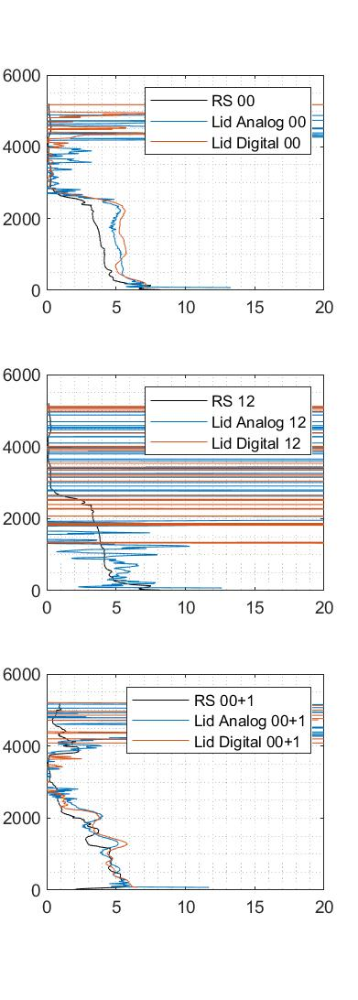 6000
RS 00
Lid Analog 00
Lid Digital 00
4000
2000
0
0 5 10 15 20
6000
RS 12
Lid Analog 12
Lid Digital 12
4000
2000
0
0 5 10 15 20
6000
RS 00+1
Lid Analog 00+1
Lid Digital 00+1
4000
2000
0
0 5 10 15 20